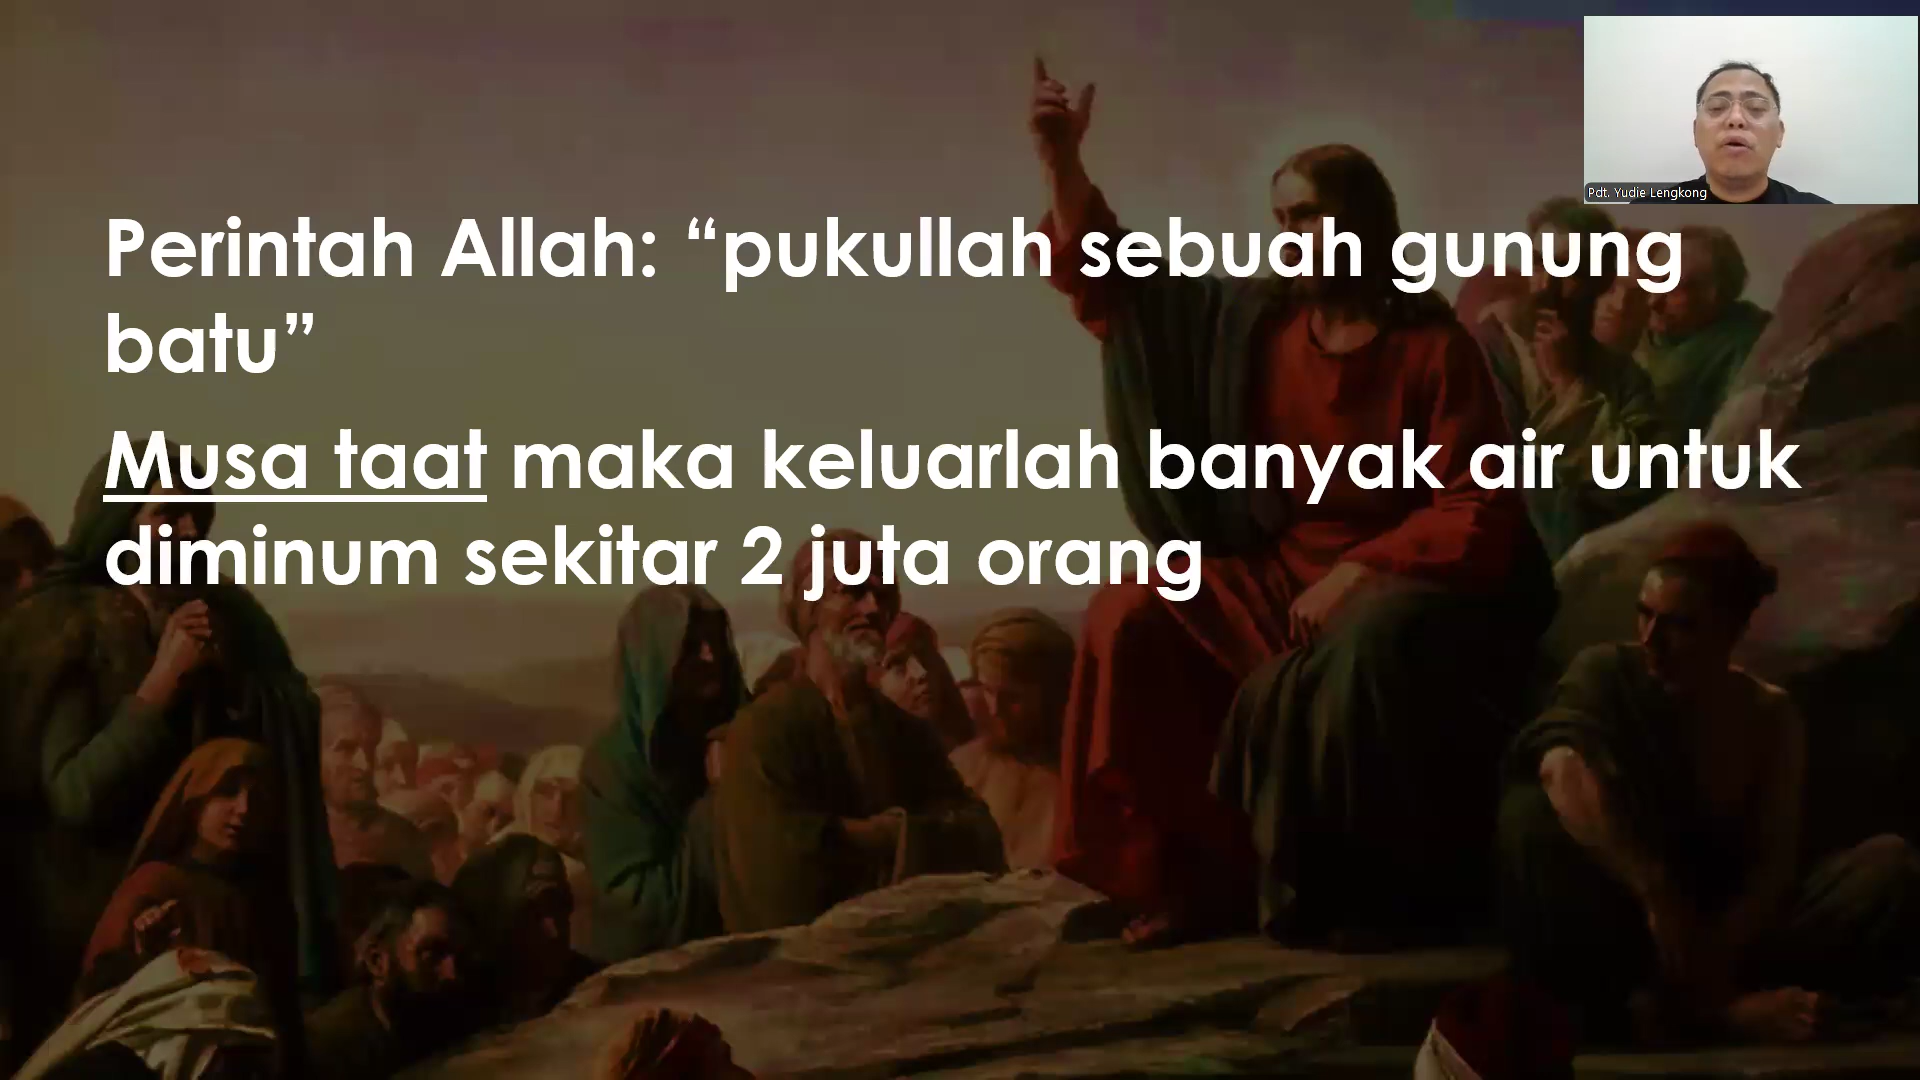 Pdt. Yudie Lengkong
Perintah Allah: “pukullah sebuah gunung
batu”
Musa taat maka keluarlah banyak air untuk
diminum sekitar 2 juta orang